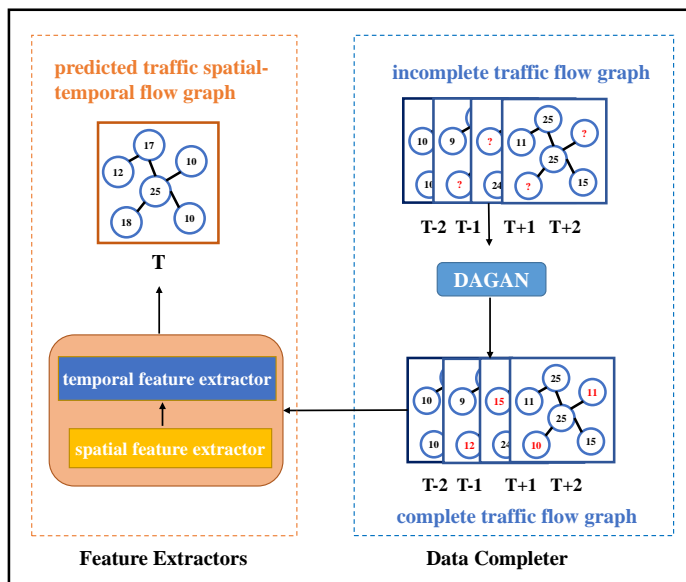 predicted traffic spatial-
temporal flow graph
17
12
10
25
18
10
T
temporal feature extractor
spatial feature extractor
Feature Extractors
incomplete traffic flow graph
10
9
?
25
11
?
25
10
?
24
?
15
T-2 T-1 T+1 T+2
DAGAN
10
9
15
25
11
11
25
10
12
24
10
15
T-2 T-1 T+1 T+2
complete traffic flow graph
Data Completer